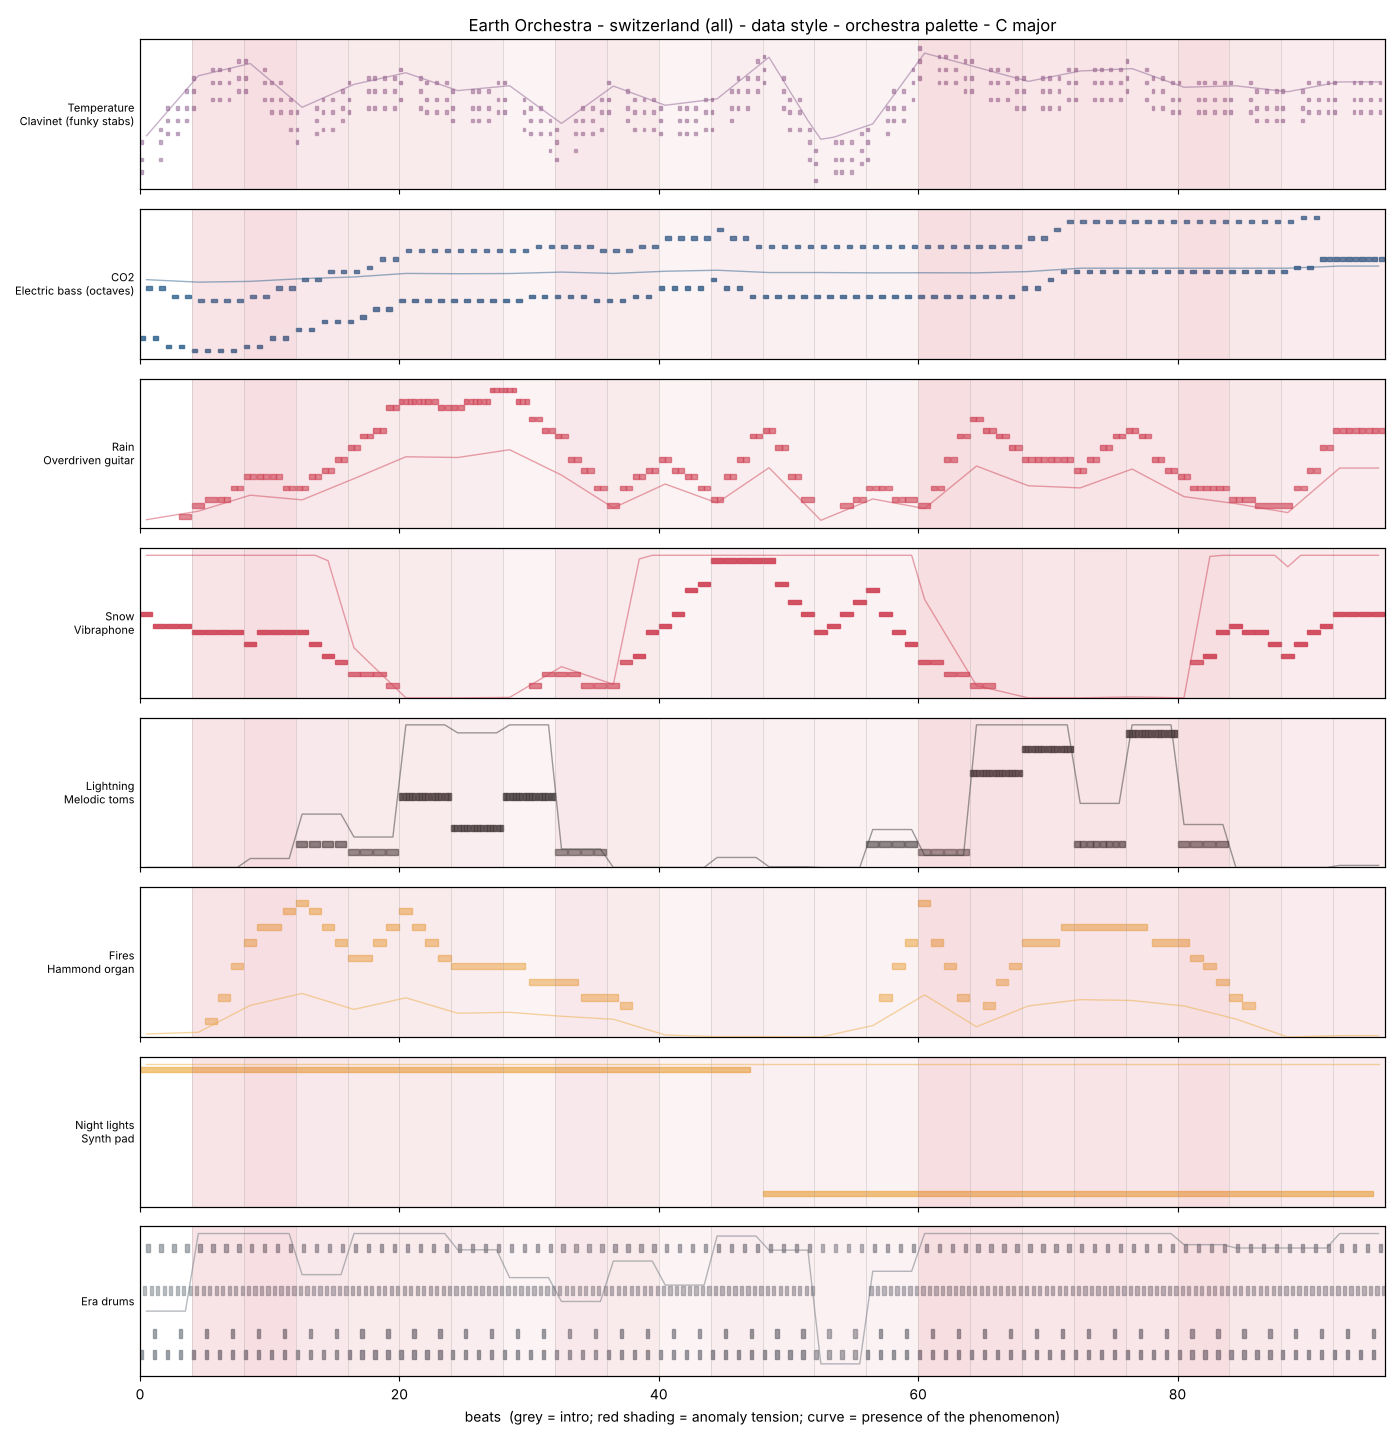 Earth Orchestra - switzerland (all) - data style - orchestra palette - C major
Temperature
Clavinet (funky stabs)
CO2
Electric bass (octaves)
Rain
Overdriven guitar
Snow
Vibraphone
Lightning
Melodic toms
Fires
Hammond organ
Night lights
Synth pad
Era drums
0 20 40 60 80
beats  (grey = intro; red shading = anomaly tension; curve = presence of the phenomenon)